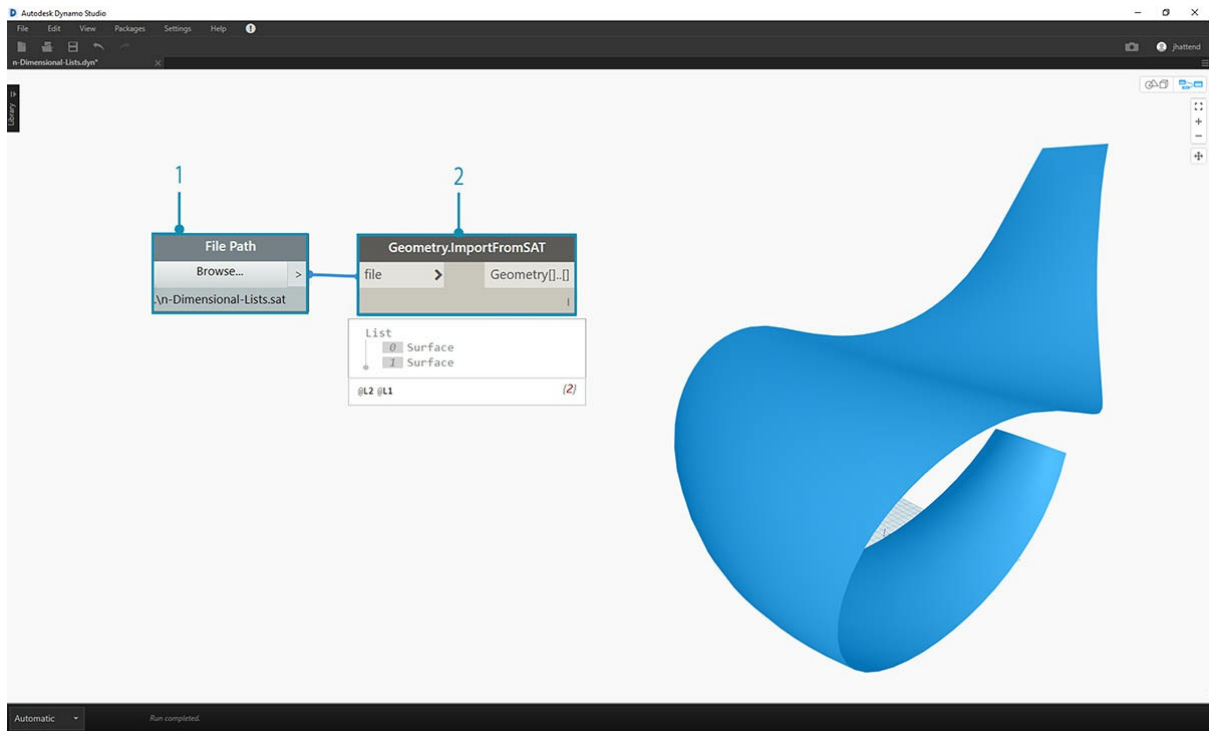 Autodesk Dynamo Studio
File Edit View Packages Settings Help
jhattend
n-Dimensional-Lists.dyn*
Library
1
2
File Path
Browse... >
.\n-Dimensional-Lists.sat
Geometry.ImportFromSAT
file > Geometry[]..[]
List
0 Surface
1 Surface
@L2 @L1 {2}
Automatic
Run completed.